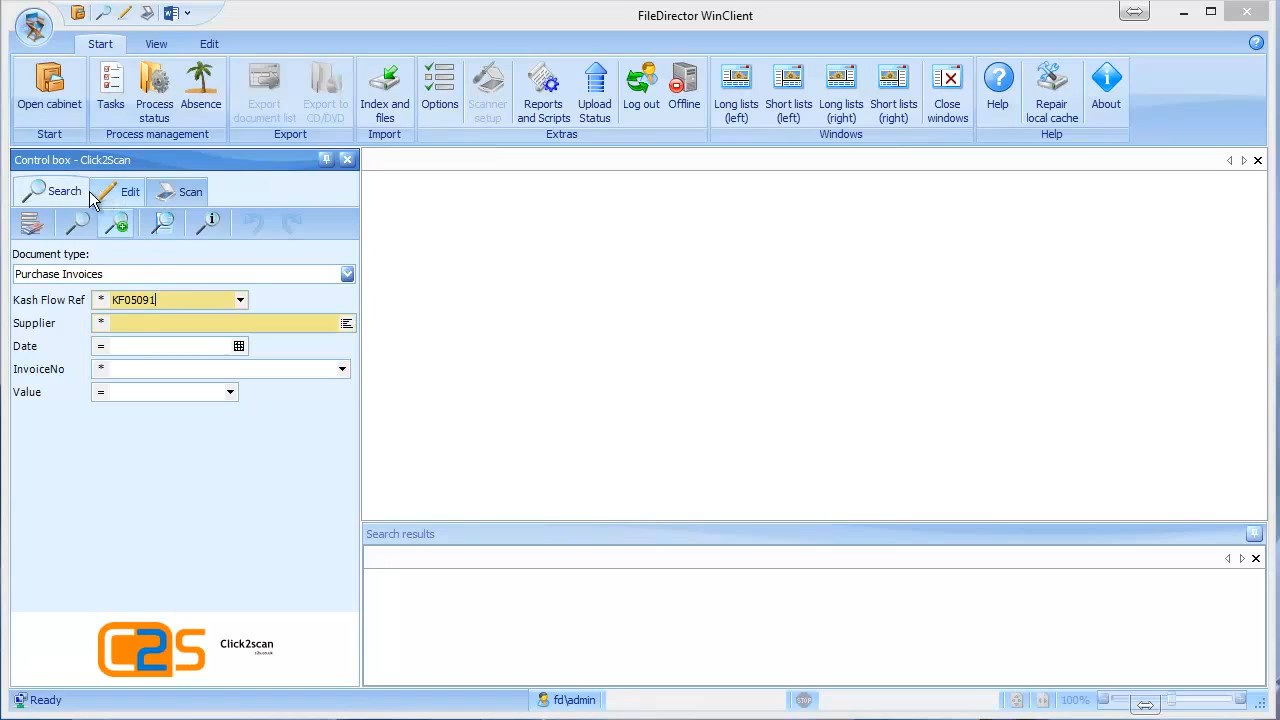 FileDirector WinClient
Start View Edit
Open cabinet
Tasks
Process status
Absence
Export document list
Export to CD/DVD
Index and files
Options
Scanner setup
Reports and Scripts
Upload Status
Log out
Offline
Long lists (left)
Short lists (left)
Long lists (right)
Short lists (right)
Close windows
Help
Repair local cache
About
Start Process management Export Import Extras Windows Help
Control box - Click2Scan
Search Edit Scan
Document type:
Purchase Invoices
Kash Flow Ref * KF05091
Supplier *
Date =
InvoiceNo *
Value =
Search results
C2S
Click2scan
c2s.co.uk
Ready fd\admin STOP 100%